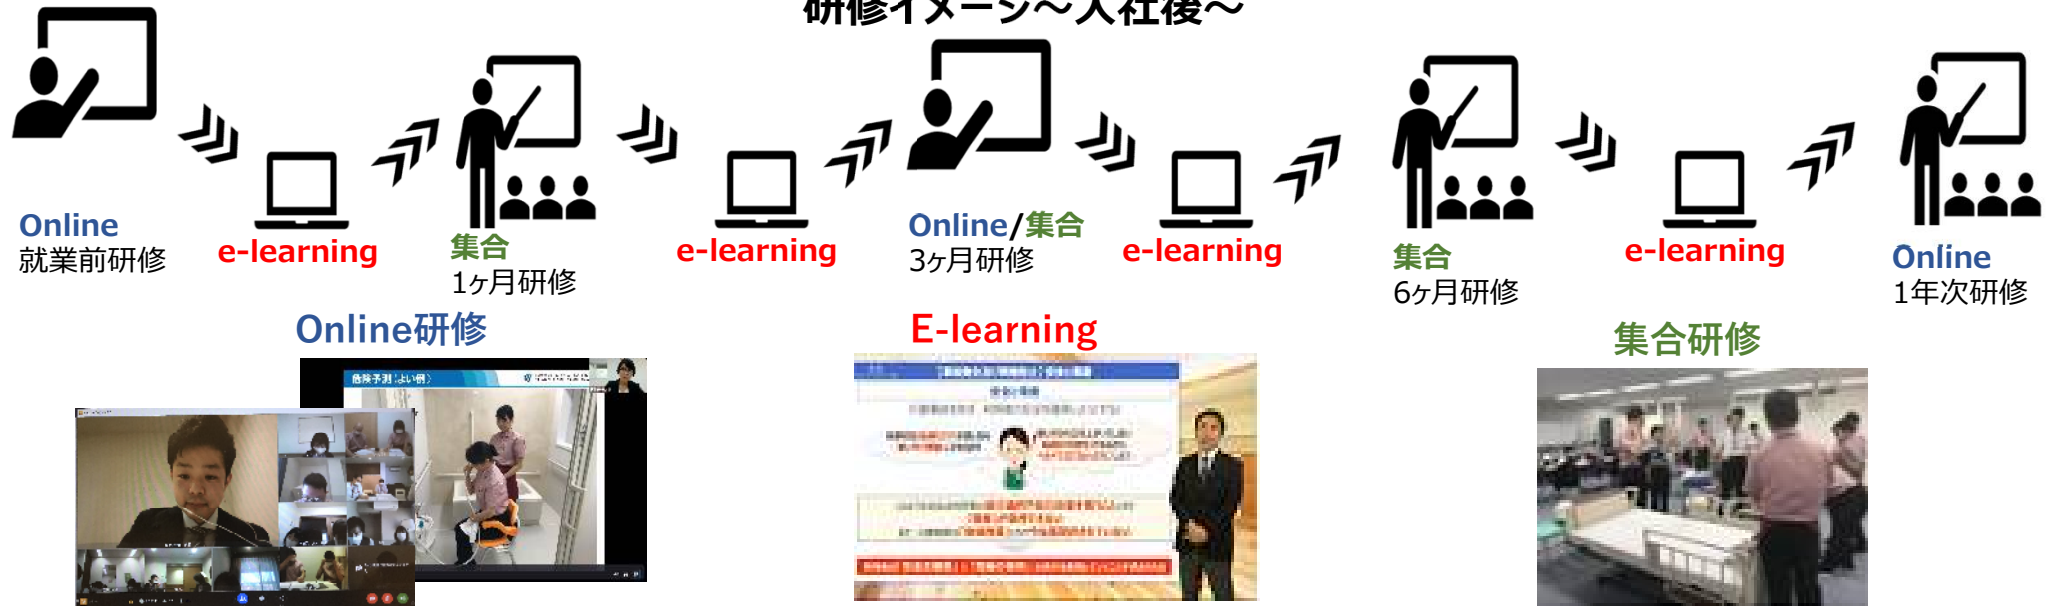 研修イメージ～入社後～
Online
就業前研修
e-learning
集合
1ヶ月研修
e-learning
Online/集合
3ヶ月研修
e-learning
集合
6ヶ月研修
e-learning
Online
1年次研修
Online研修
E-learning
集合研修
危険予測（よい例）